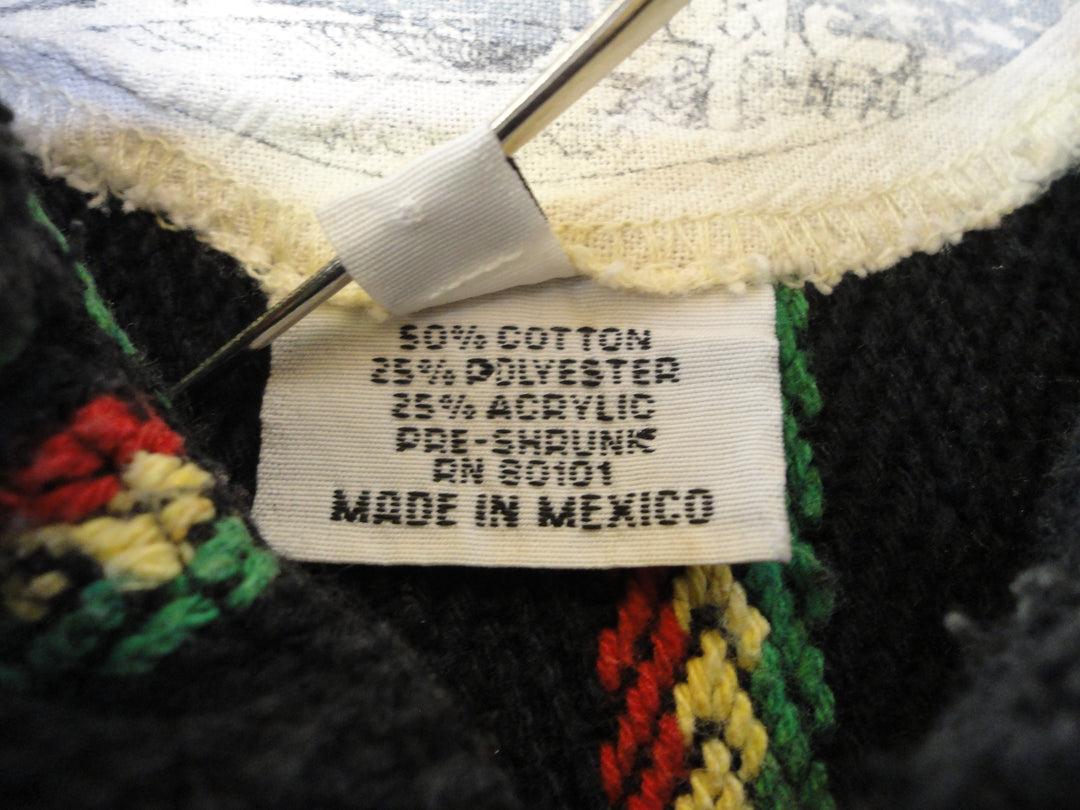 50% COTTON
25% POLYESTER
25% ACRYLIC
PRE-SHRUNK
RN 80101
MADE IN MEXICO